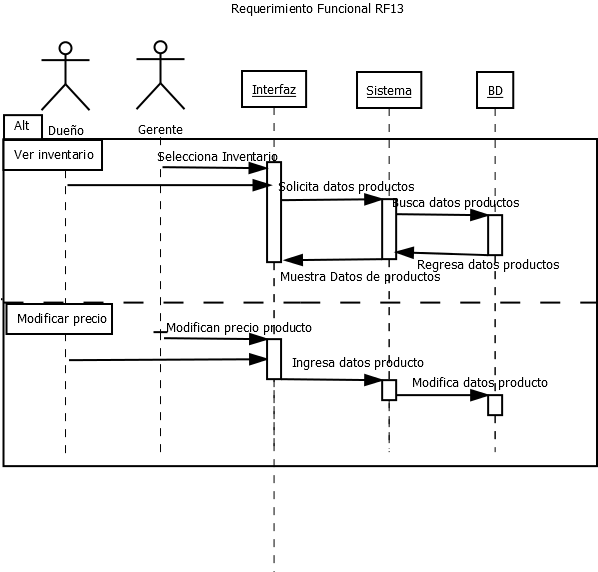 Requerimiento Funcional RF13
Interfaz
Sistema
BD
Alt
Dueño
Gerente
Ver inventario
Selecciona Inventario
Solicita datos productos
Busca datos productos
Regresa datos productos
Muestra Datos de productos
Modificar precio
Modifican precio producto
Ingresa datos producto
Modifica datos producto